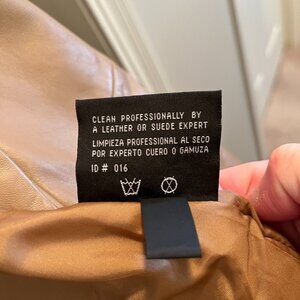 CLEAN PROFESSIONALLY BY
A LEATHER OR SUEDE EXPERT
LIMPIEZA PROFESSIONAL AL SECO
POR EXPERTO CUERO O GAMUZA
ID # 016